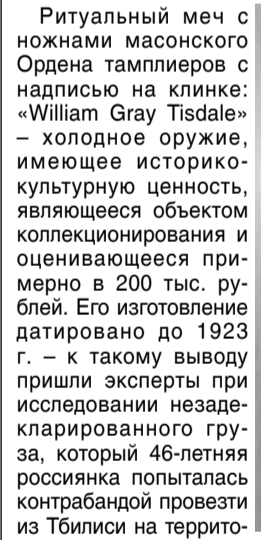 Ритуальный меч с
ножнами масонского
Ордена тамплиеров с
надписью на клинке:
«William Gray Tisdale»
– холодное оружие,
имеющее историко-
культурную ценность,
являющееся объектом
коллекционирования и
оценивающееся при-
мерно в 200 тыс. ру-
блей. Его изготовление
датировано до 1923
г. – к такому выводу
пришли эксперты при
исследовании незаде-
кларированного гру-
за, который 46-летняя
россиянка попыталась
контрабандой провезти
из Тбилиси на террито-